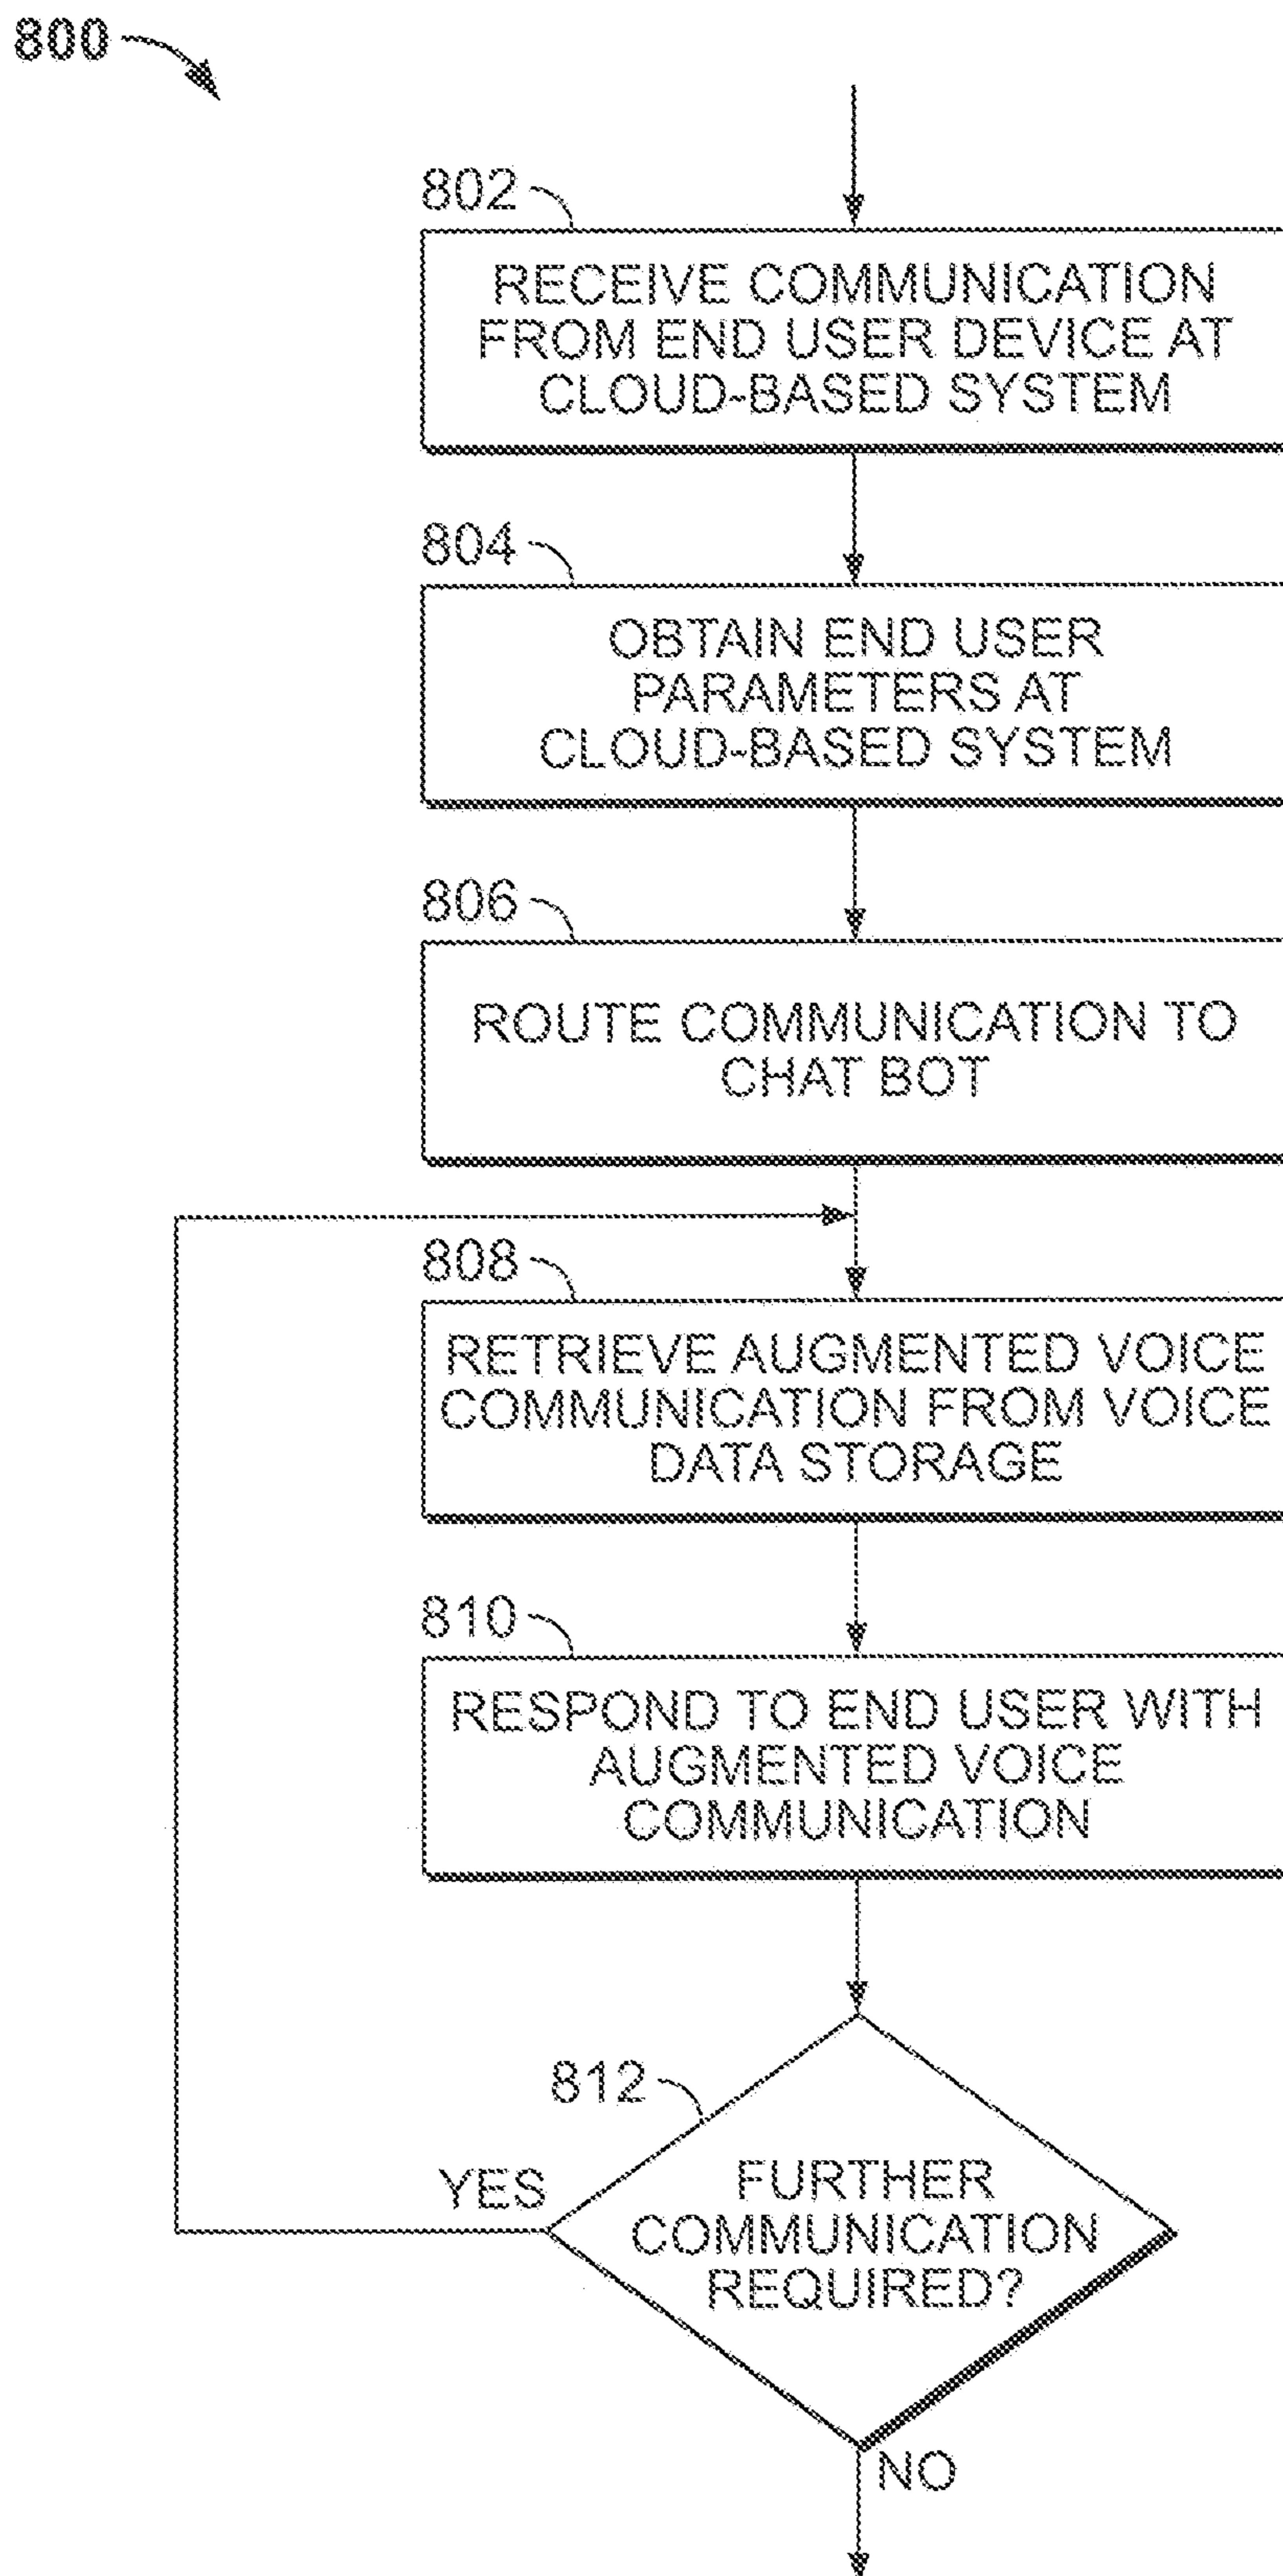 800
802
RECEIVE COMMUNICATION
FROM END USER DEVICE AT
CLOUD-BASED SYSTEM
804
OBTAIN END USER
PARAMETERS AT
CLOUD-BASED SYSTEM
806
ROUTE COMMUNICATION TO
CHAT BOT
808
RETRIEVE AUGMENTED VOICE
COMMUNICATION FROM VOICE
DATA STORAGE
810
RESPOND TO END USER WITH
AUGMENTED VOICE
COMMUNICATION
812
YES
FURTHER
COMMUNICATION
REQUIRED?
NO